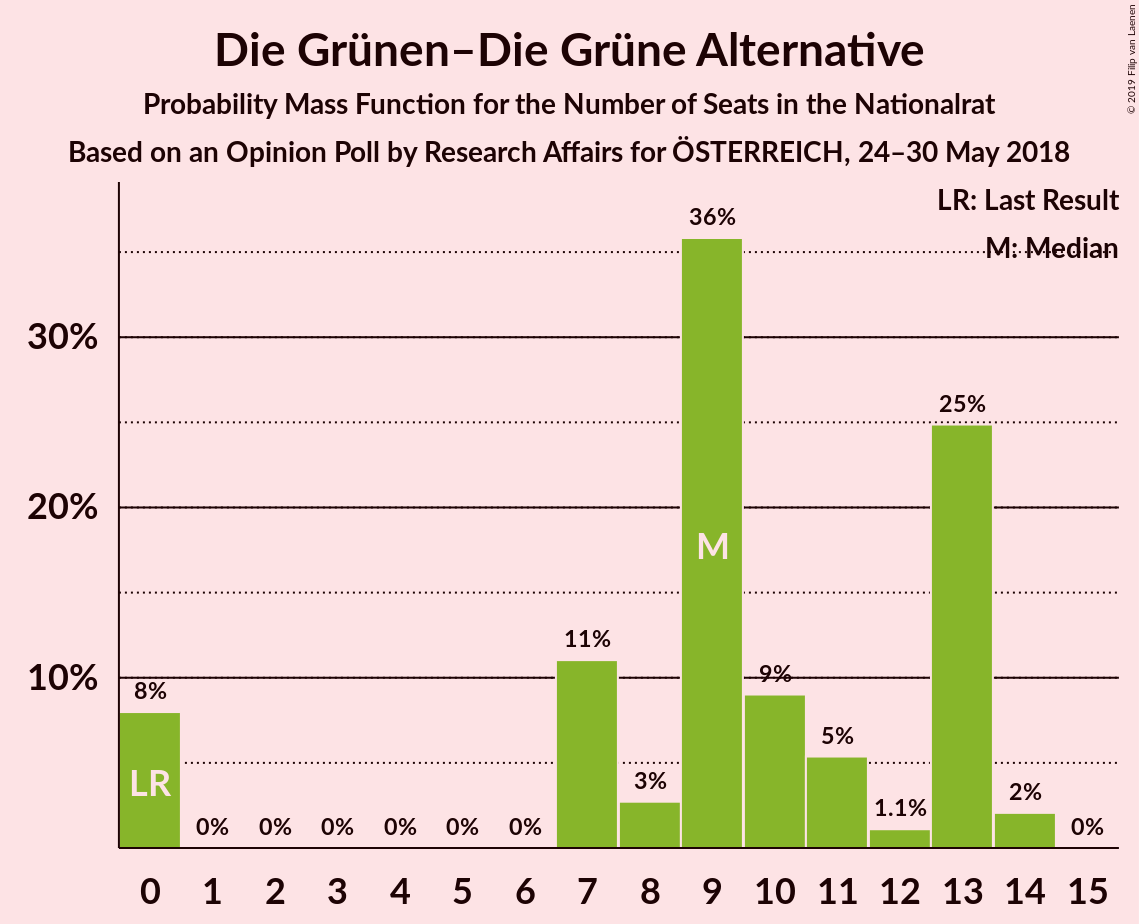 Die Grünen–Die Grüne Alternative
Probability Mass Function for the Number of Seats in the Nationalrat
Based on an Opinion Poll by Research Affairs for ÖSTERREICH, 24–30 May 2018
© 2019 Filip van Laenen
LR: Last Result
M: Median
30%
20%
10%
8%
0%
0%
0%
0%
0%
0%
11%
3%
36%
9%
5%
1.1%
25%
2%
0%
LR
M
0 1 2 3 4 5 6 7 8 9 10 11 12 13 14 15